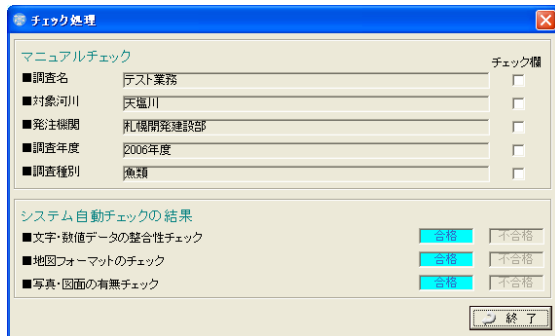 チェック処理
マニュアルチェック
チェック欄
■調査名 テスト業務
■対象河川 天塩川
■発注機関 札幌開発建設部
■調査年度 2006年度
■調査種別 魚類
システム自動チェックの結果
■文字・数値データの整合性チェック 合格 不合格
■地図フォーマットのチェック 合格 不合格
■写真・図面の有無チェック 合格 不合格
終 了